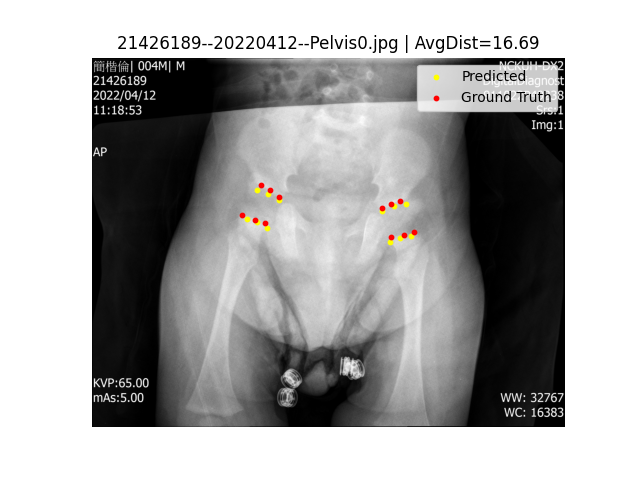 21426189--20220412--Pelvis0.jpg | AvgDist=16.69
簡楷倫| 004M| M
21426189
2022/04/12
11:18:53
AP
NCKUH-DX2
Predicted
Ground Truth
Srs:1
Img:1
KVP:65.00
mAs:5.00
WW: 32767
WC: 16383